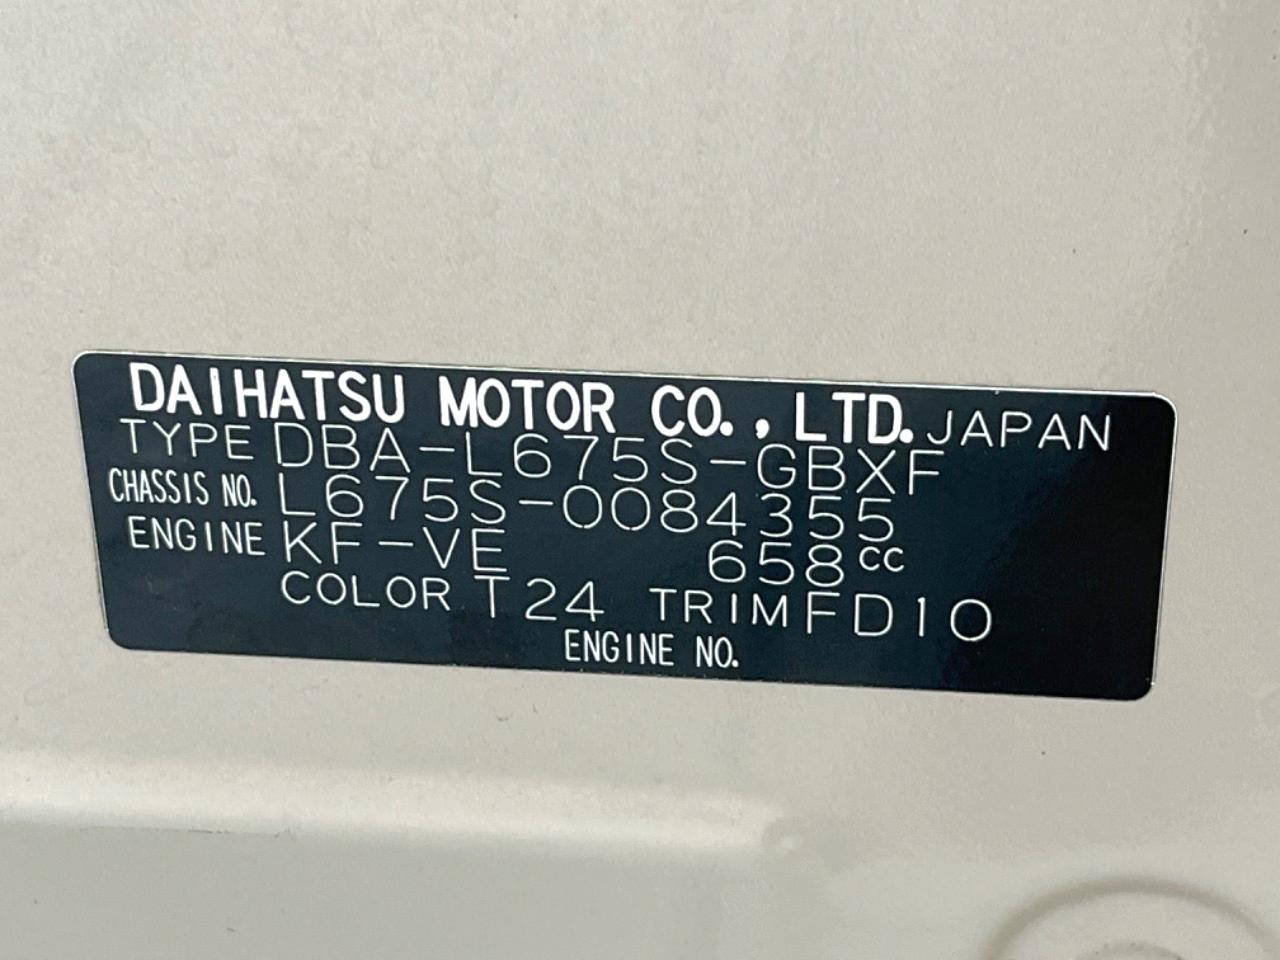 DAIHATSU MOTOR CO., LTD. JAPAN
TYPE DBA-L675S-GBXF
CHASSIS NO. L675S-0084355
ENGINE KF-VE 658cc
COLOR T24 TRIM FD10
ENGINE NO.